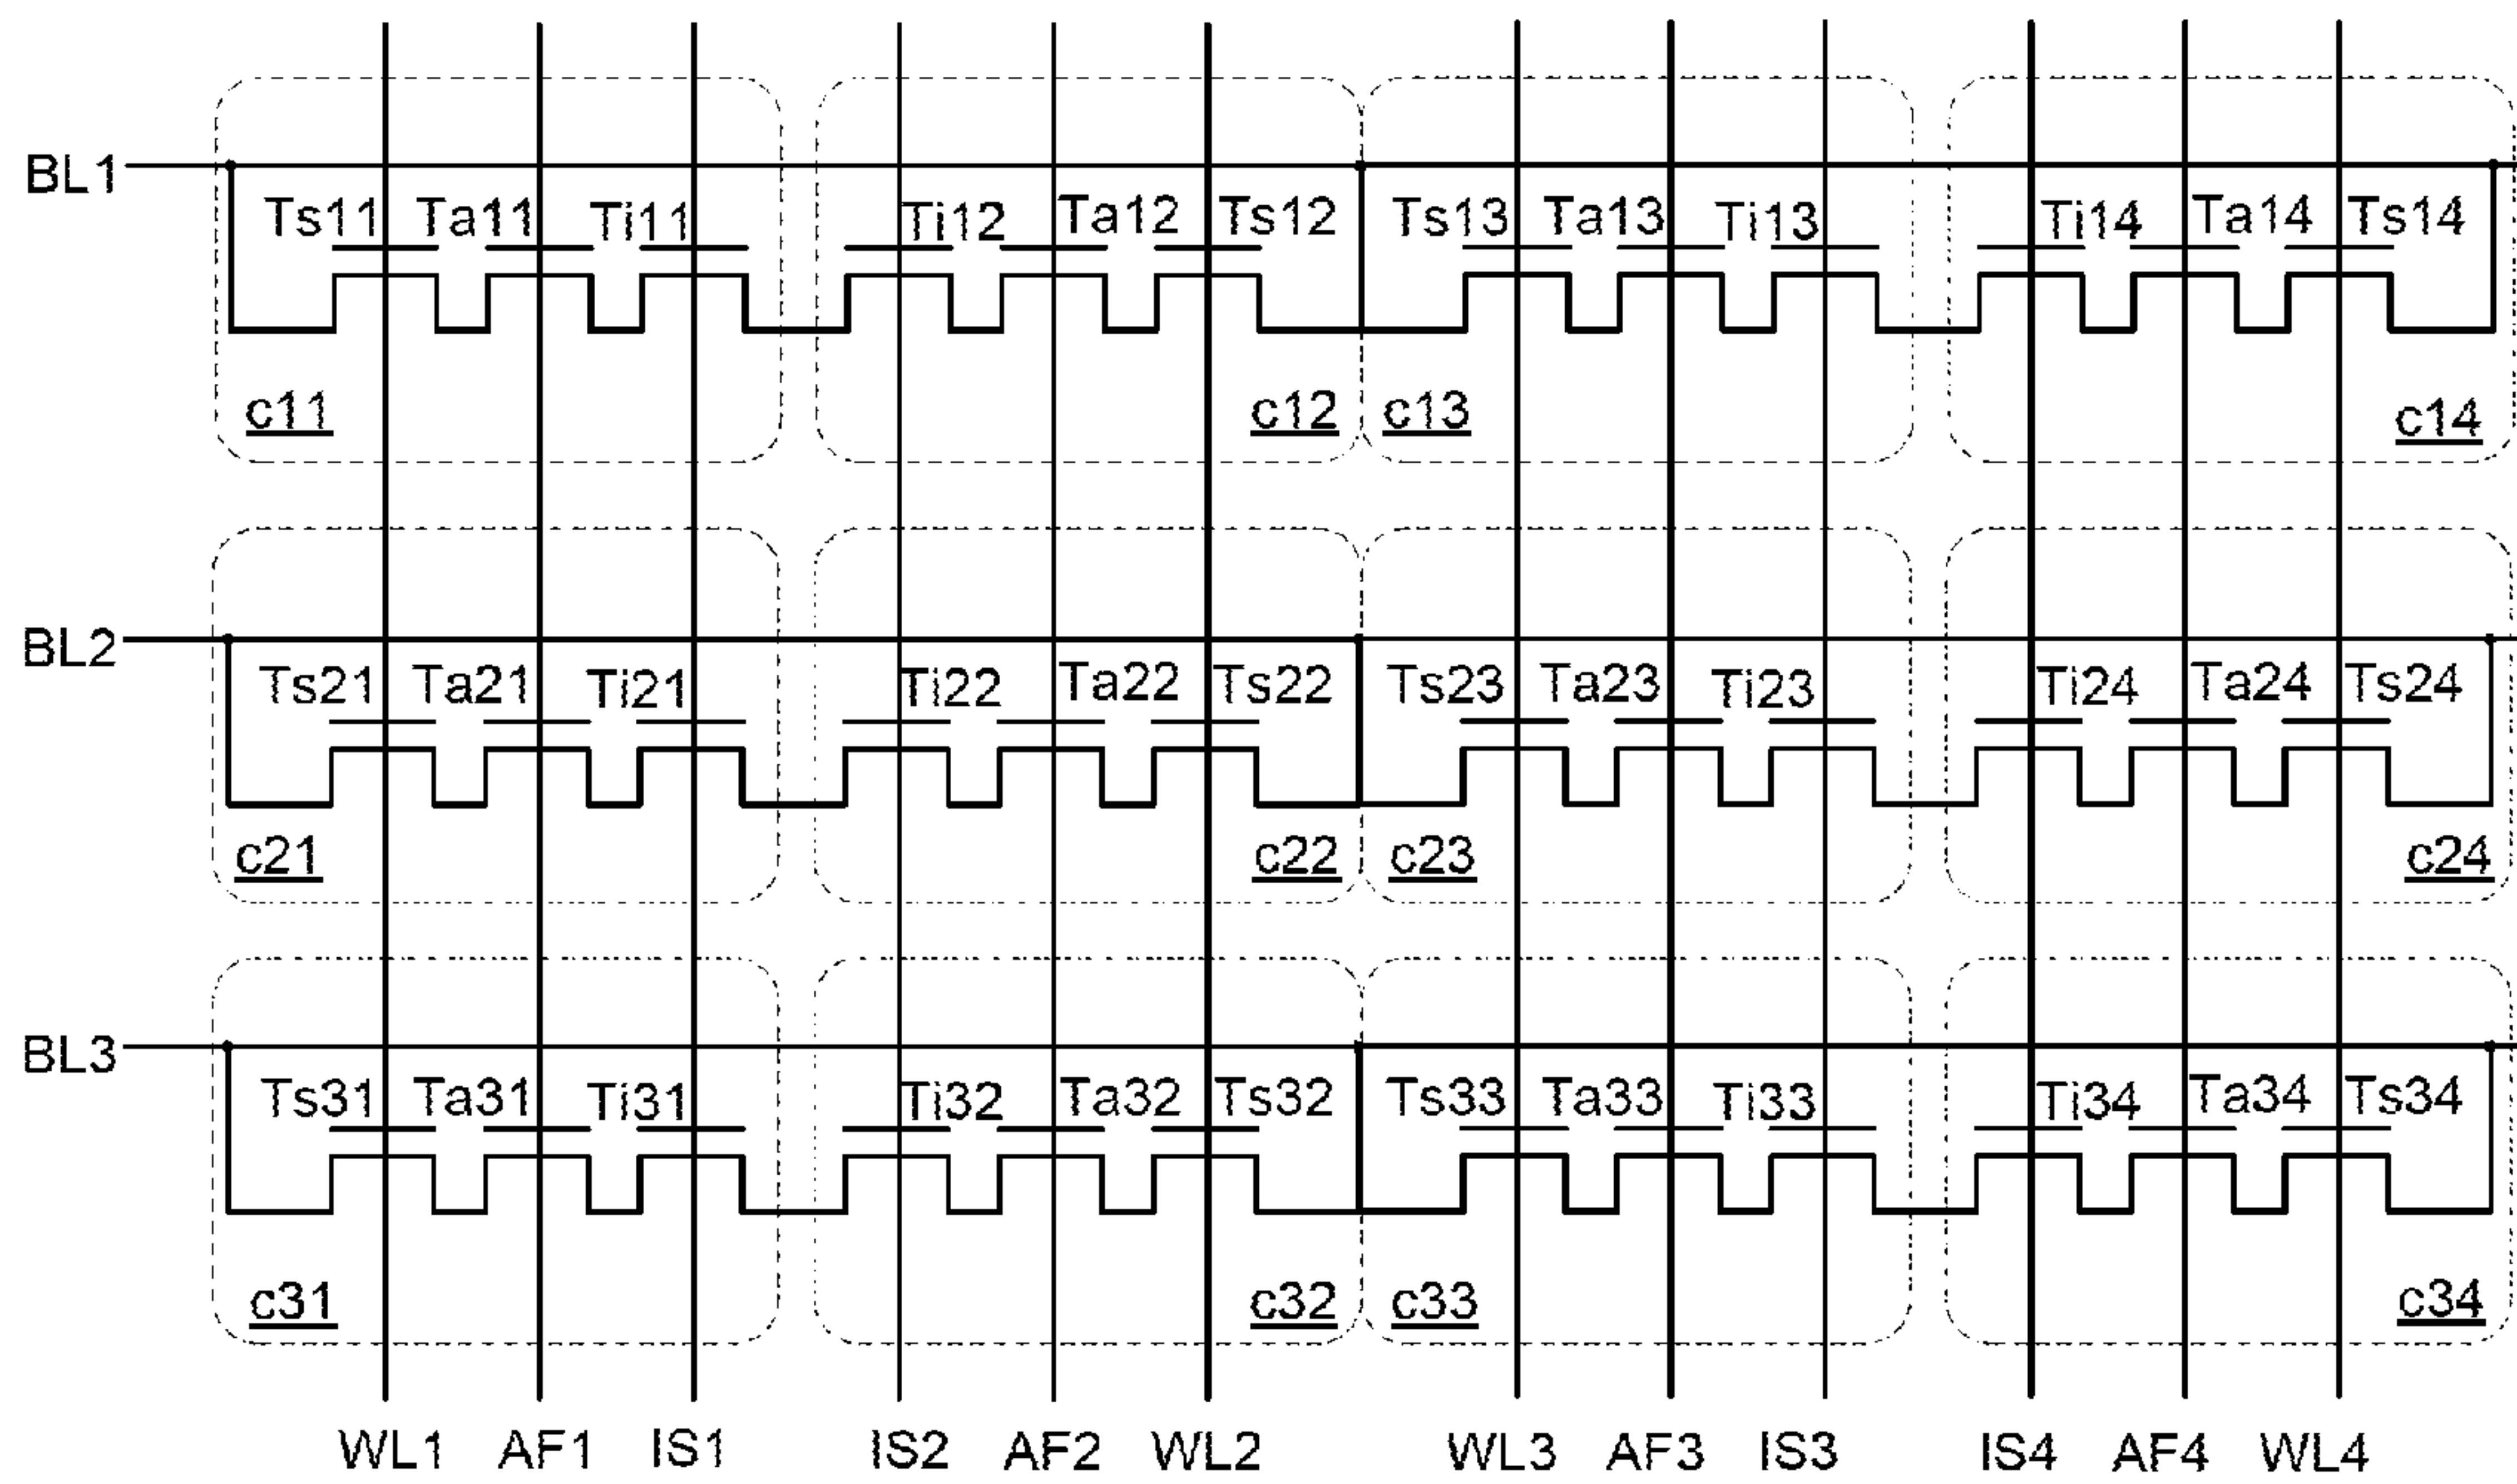 BL1
Ts11 Ta11 Ti11 Ti12 Ta12 Ts12 Ts13 Ta13 Ti13 Ti14 Ta14 Ts14
c11 c12 c13 c14
BL2
Ts21 Ta21 Ti21 Ti22 Ta22 Ts22 Ts23 Ta23 Ti23 Ti24 Ta24 Ts24
c21 c22 c23 c24
BL3
Ts31 Ta31 Ti31 Ti32 Ta32 Ts32 Ts33 Ta33 Ti33 Ti34 Ta34 Ts34
c31 c32 c33 c34
WL1 AF1 IS1 IS2 AF2 WL2 WL3 AF3 IS3 IS4 AF4 WL4